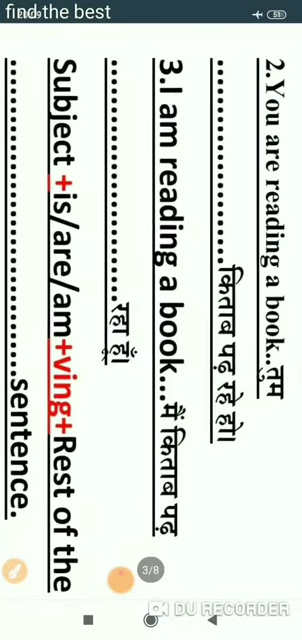 find the best
51
2.You are reading a book..तुम
........................किताब पढ़ रहे हो।
3.I am reading a book...मैं किताब पढ़
........................रहा हूँ।
Subject +is/are/am+ving+Rest of the
................................sentence.
3/8
DU RECORDER